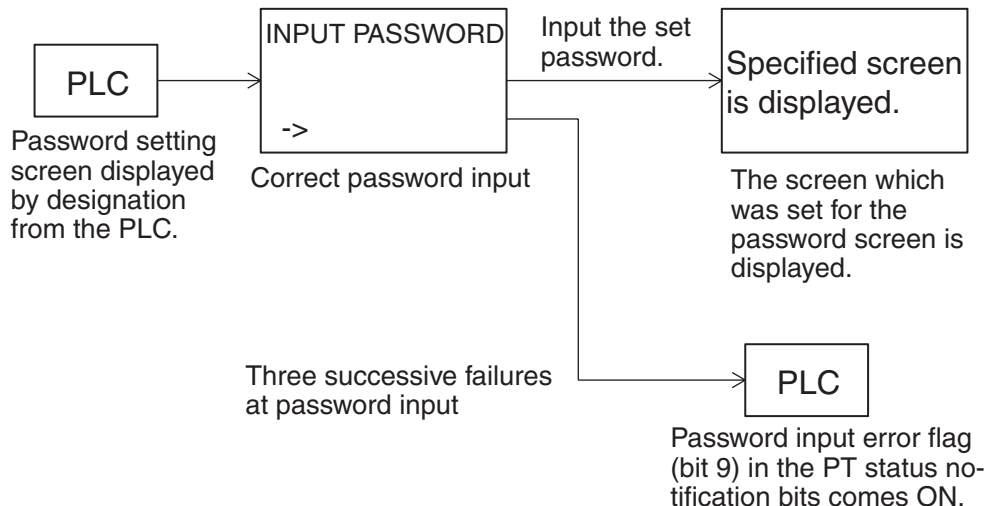 PLC
Password setting
screen displayed
by designation
from the PLC.
INPUT PASSWORD
->
Correct password input
Input the set
password.
Specified screen
is displayed.
The screen which
was set for the
password screen is
displayed.
Three successive failures
at password input
PLC
Password input error flag
(bit 9) in the PT status no-
tification bits comes ON.